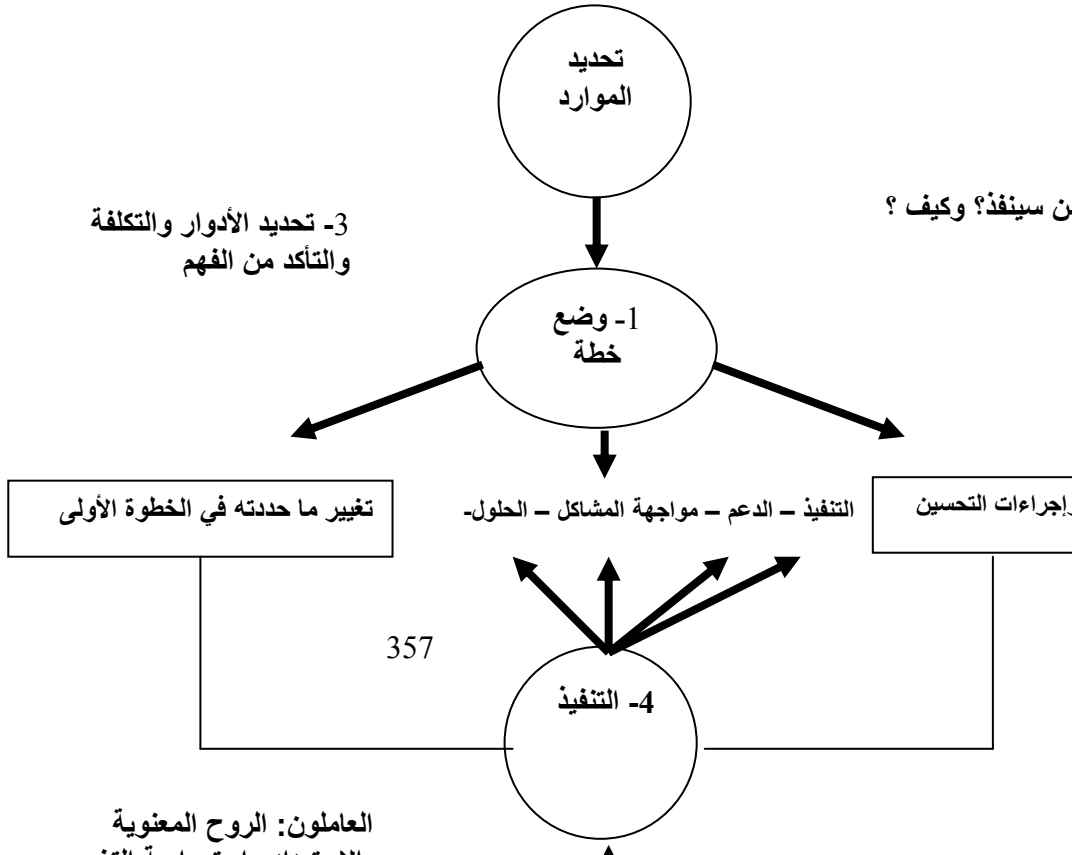 تحديد
الموارد
سينفذ؟ وكيف ؟
3- تحديد الأدوار والتكلفة
والتأكد من الفهم
1- وضع
خطة
وإجراءات التحسين
التنفيذ – الدعم – مواجهة المشاكل – الحلول-
تغيير ما حددته في الخطوة الأولى
357
4- التنفيذ
العاملون: الروح المعنوية